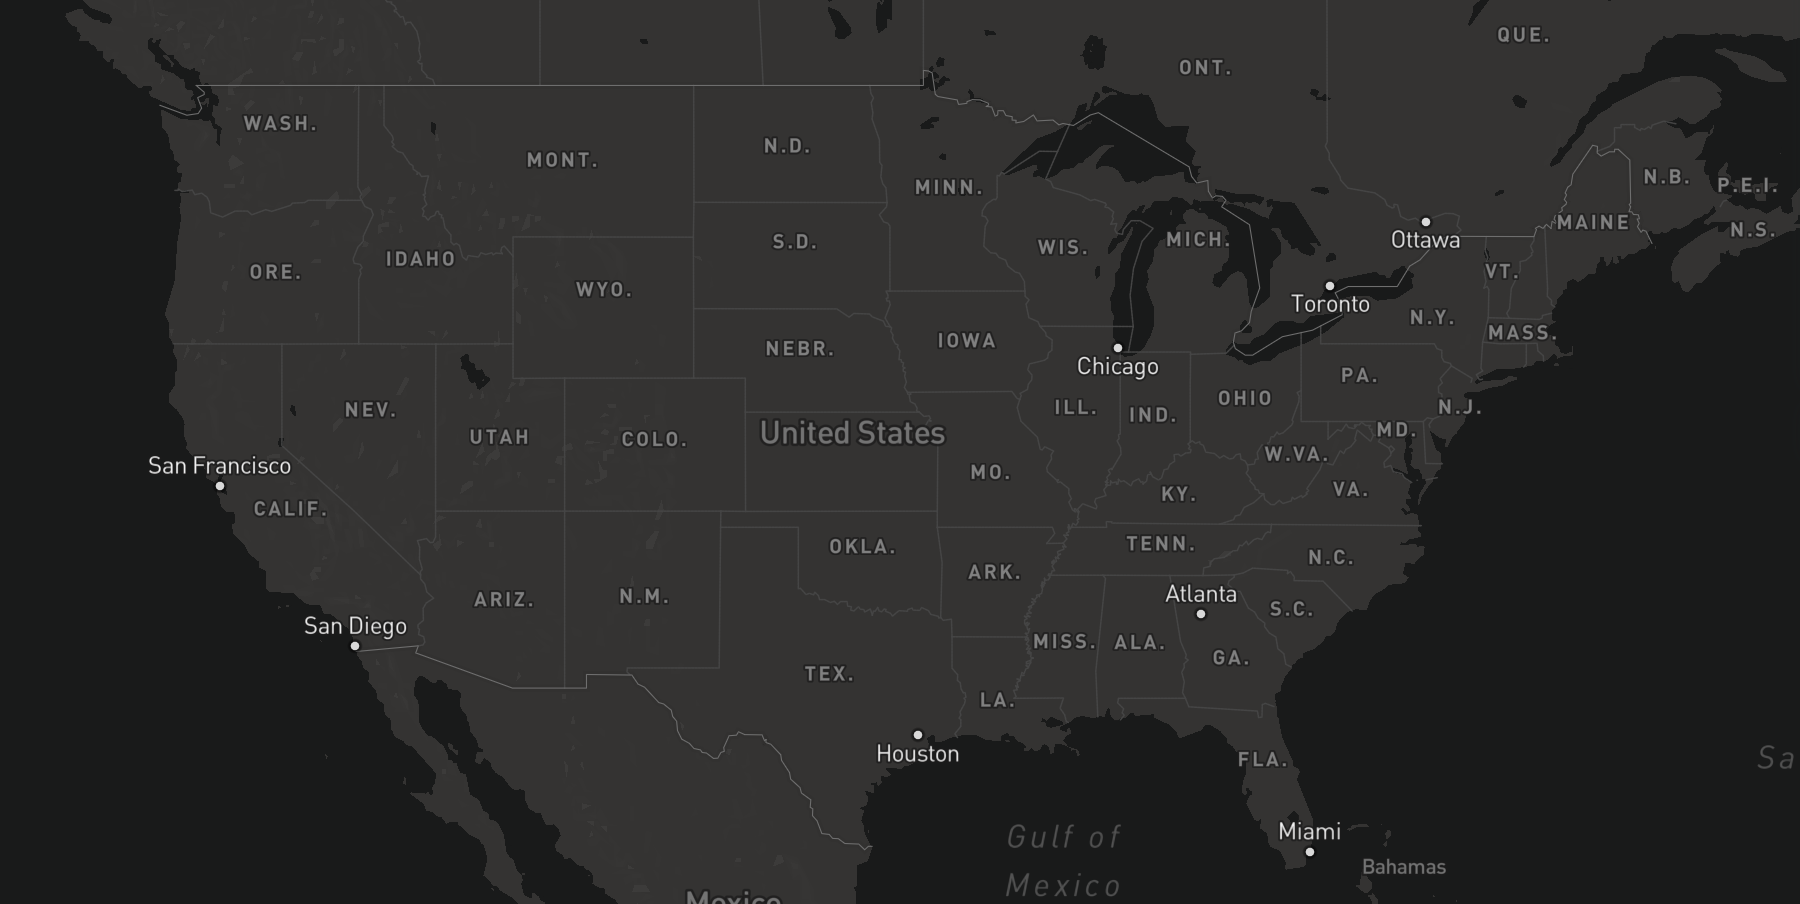 QUE.
ONT.
WASH.
N.D.
MONT.
MINN.
N.B.
P.E.I.
MAINE
N.S.
Ottawa
MICH.
S.D.
WIS.
IDAHO
ORE.
VT.
WYO.
Toronto
N.Y.
MASS.
IOWA
NEBR.
Chicago
PA.
OHIO
N.J.
ILL.
IND.
NEV.
MD.
United States
UTAH
COLO.
W.VA.
San Francisco
MO.
VA.
KY.
CALIF.
TENN.
OKLA.
N.C.
ARK.
Atlanta
N.M.
ARIZ.
S.C.
San Diego
MISS.
ALA.
GA.
TEX.
LA.
Houston
FLA.
Sa
Miami
Gulf of
Mexico
Bahamas
Mexico